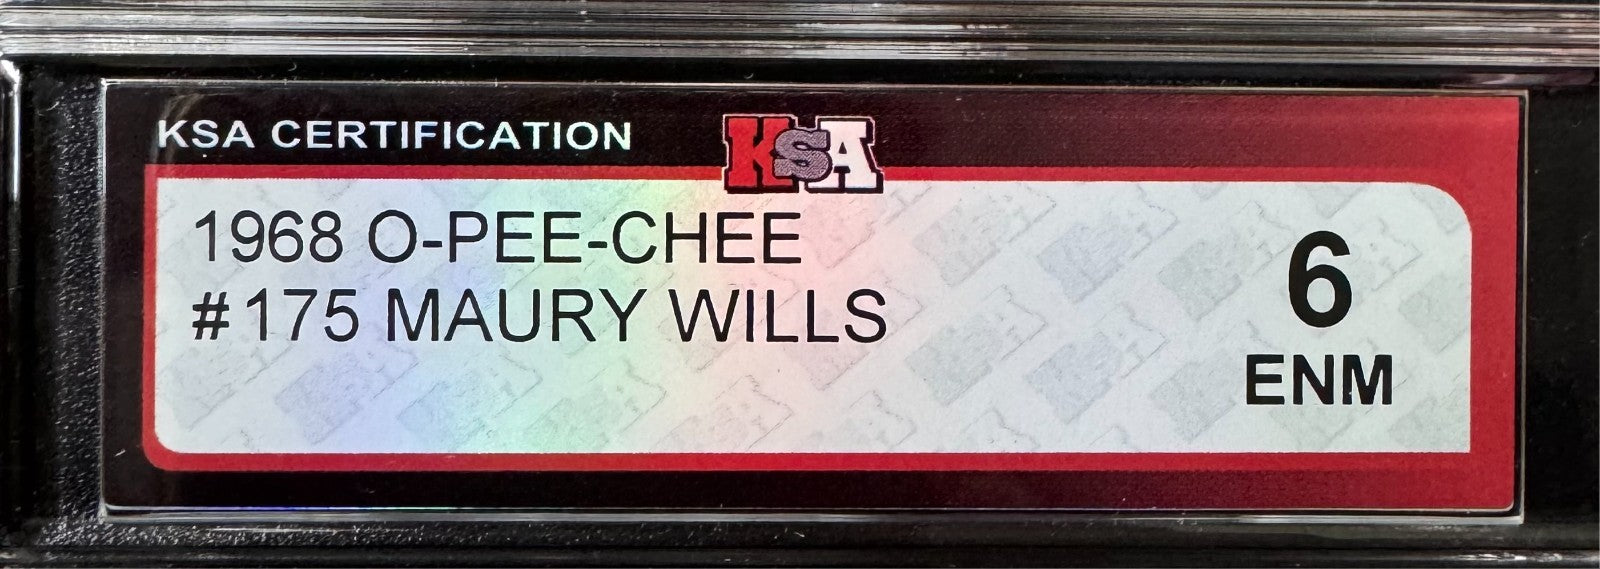 KSA CERTIFICATION
KSA
1968 O-PEE-CHEE
#175 MAURY WILLS
6
ENM